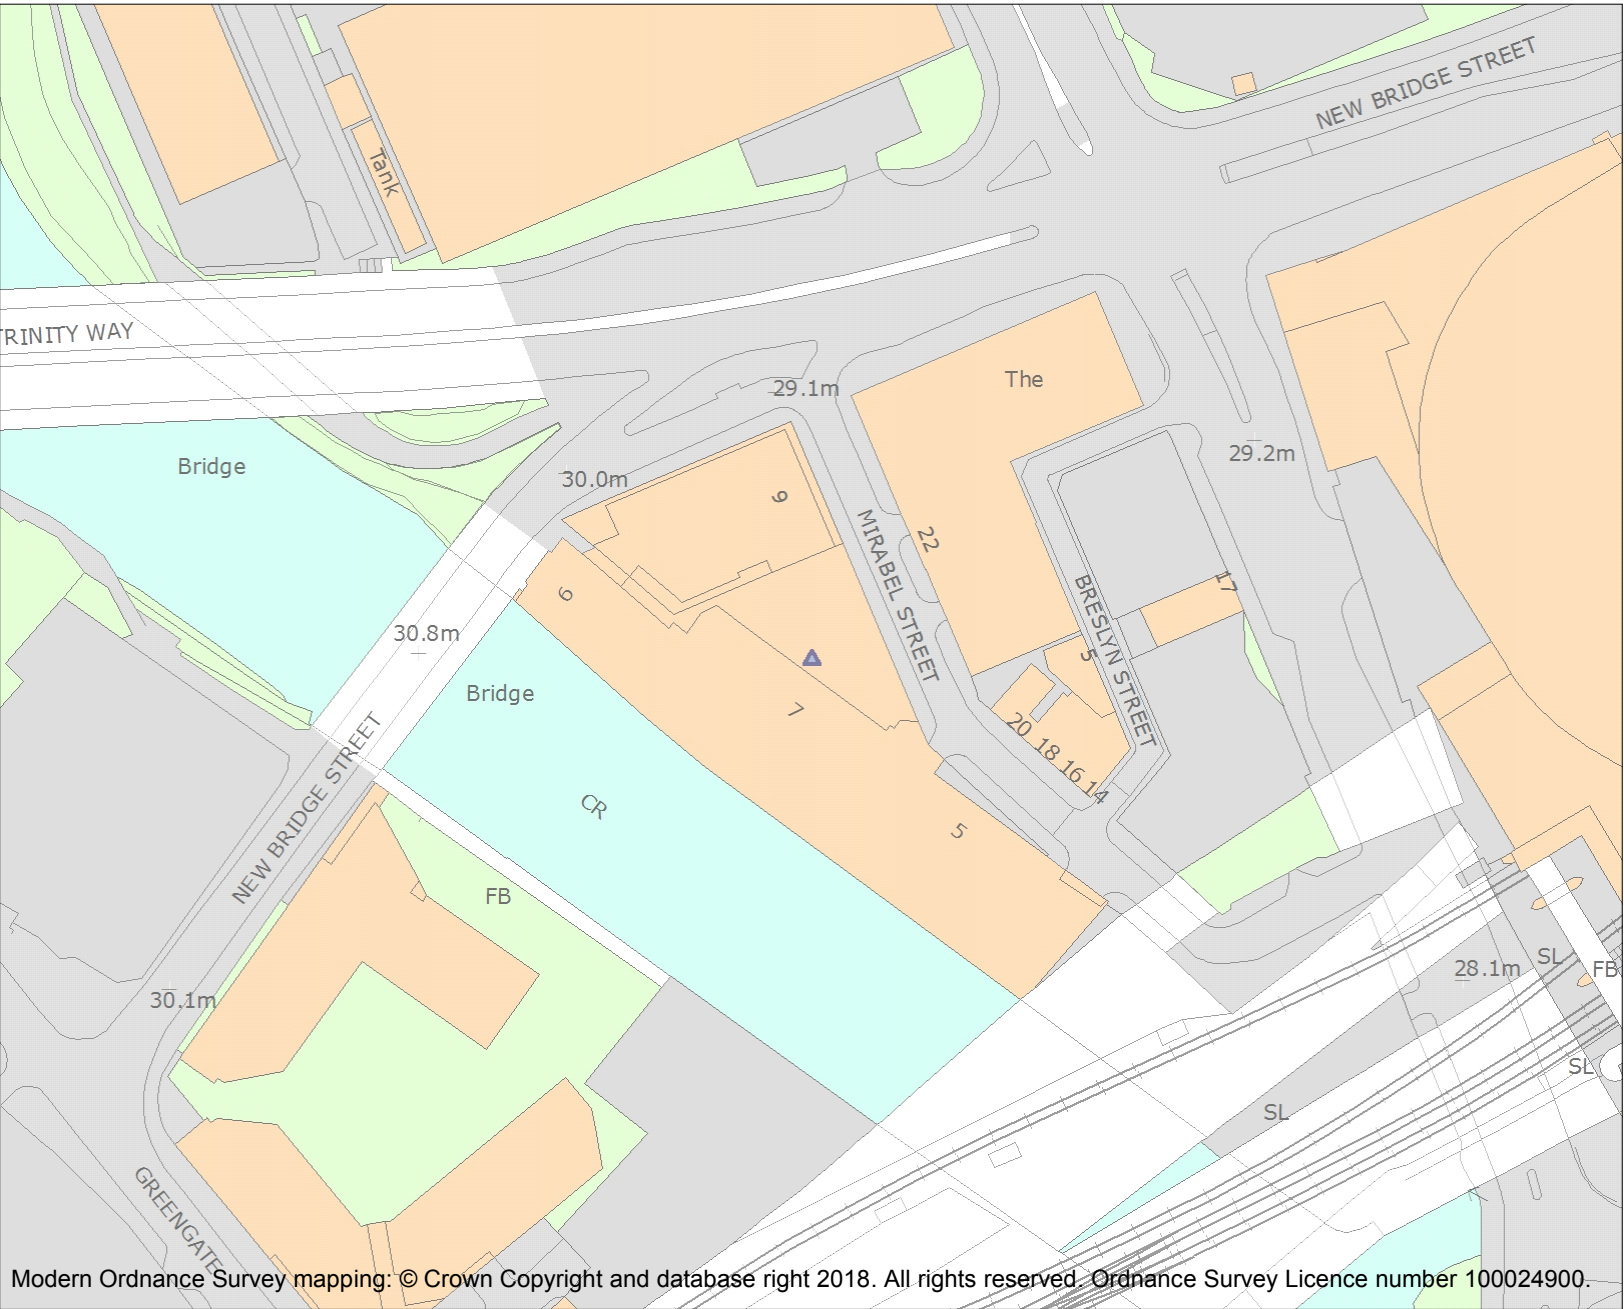 NEW BRIDGE STREET
Tank
TRINITY WAY
The
29.1m
29.2m
Bridge
30.0m
9
MIRABEL STREET
22
BRESLYN STREET
17
6
30.8m
5
Bridge
7
20 18 16 14
NEW BRIDGE STREET
CR
5
FB
SL
28.1m
FB
30.1m
SL
SL
GREENGATE
Modern Ordnance Survey mapping: © Crown Copyright and database right 2018. All rights reserved. Ordnance Survey Licence number 100024900.